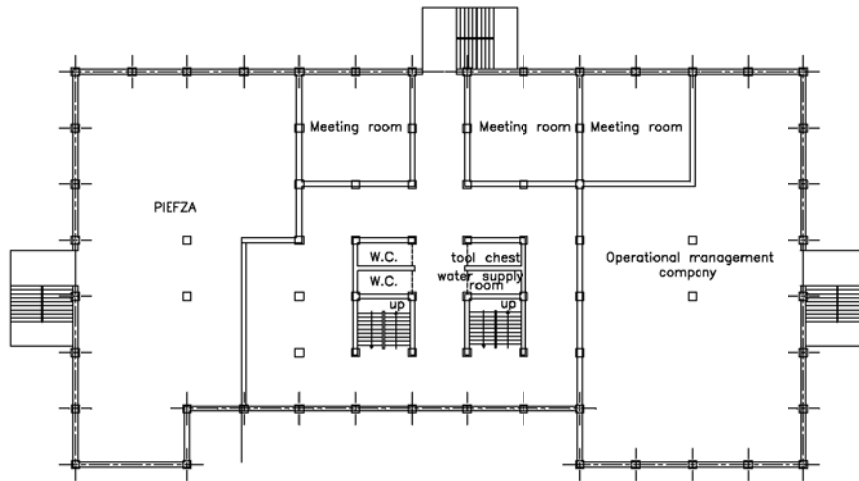 Meeting room
Meeting room
Meeting room
PIEFZA
W.C.
W.C.
up
tool chest
water supply
room
up
Operational management
company